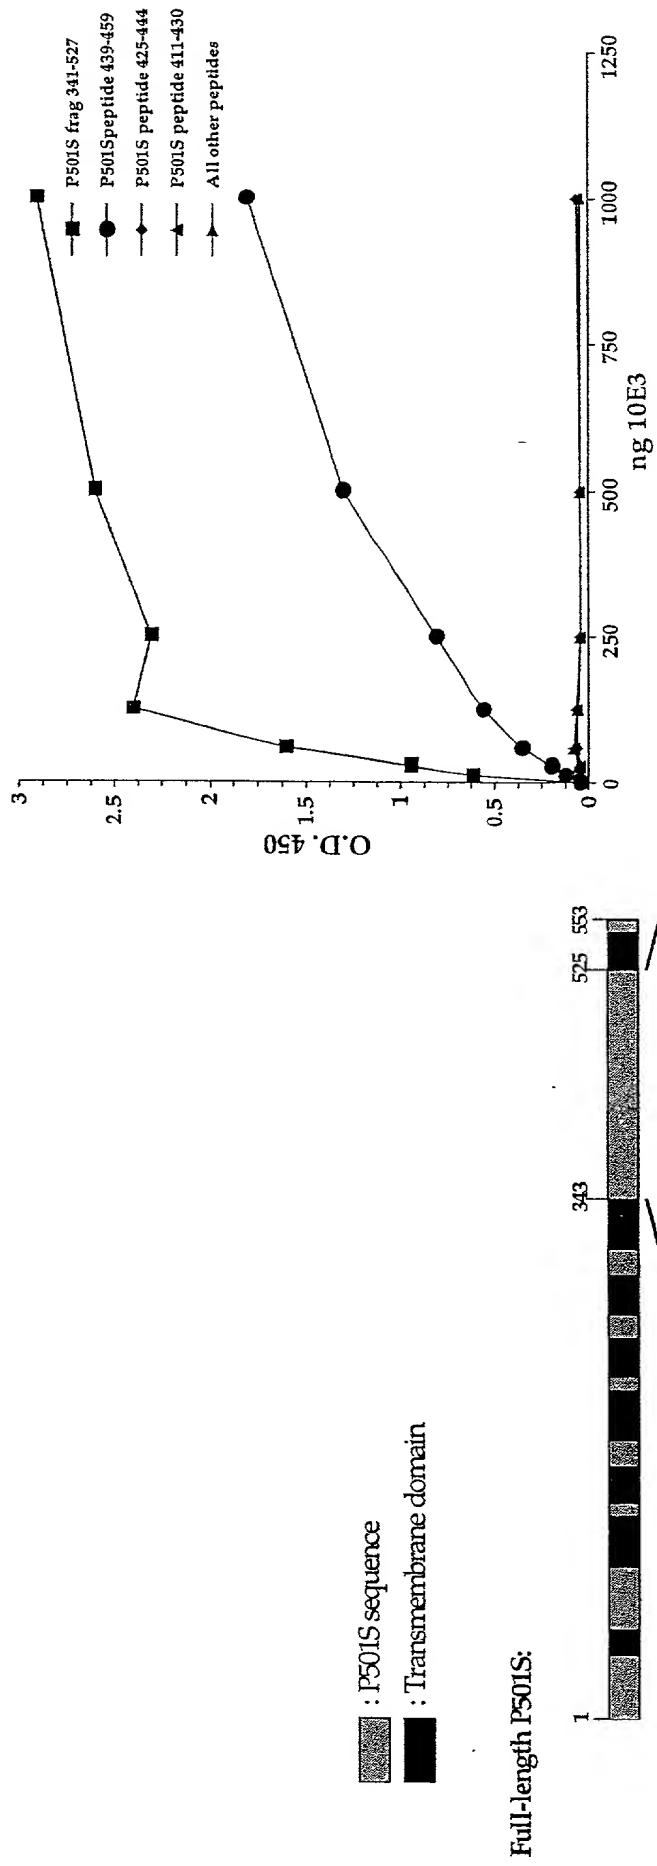 : P501S sequence
: Transmembrane domain
Full-length P501S:
1
343
525
553
O.D. 450
3
2.5
2
1.5
1
0.5
0
0
250
500
750
1000
1250
ng 10E3
P501S frag 341-527
P501Speptide 439-459
P501S peptide 425-444
P501S peptide 411-430
All other peptides